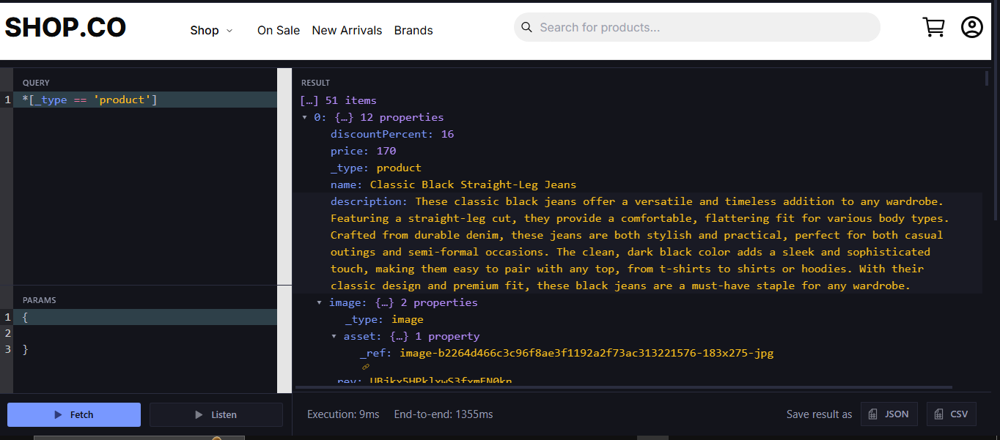 SHOP.CO
Shop On Sale New Arrivals Brands
Search for products...
QUERY
1 *[_type == 'product']
PARAMS
1 {
2
3 }
Fetch Listen
RESULT
[…] 51 items
0: {…} 12 properties
discountPercent: 16
price: 170
_type: product
name: Classic Black Straight-Leg Jeans
description: These classic black jeans offer a versatile and timeless addition to any wardrobe.
Featuring a straight-leg cut, they provide a comfortable, flattering fit for various body types.
Crafted from durable denim, these jeans are both stylish and practical, perfect for both casual
outings and semi-formal occasions. The clean, dark black color adds a sleek and sophisticated
touch, making them easy to pair with any top, from t-shirts to shirts or hoodies. With their
classic design and premium fit, these black jeans are a must-have staple for any wardrobe.
image: {…} 2 properties
_type: image
asset: {…} 1 property
_ref: image-b2264d466c3c96f8ae3f1192a2f73ac313221576-183x275-jpg
_rev:
Execution: 9ms End-to-end: 1355ms
Save result as JSON CSV